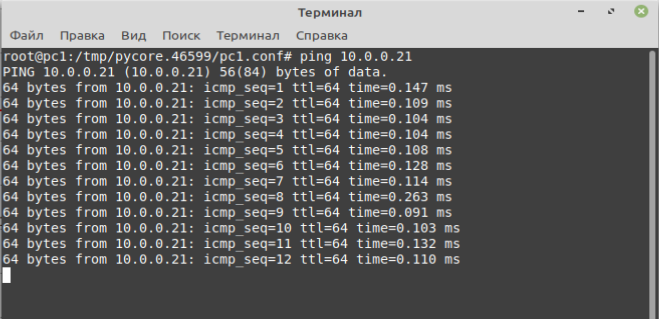 Терминал
Файл Правка Вид Поиск Терминал Справка
root@pc1:/tmp/pycore.46599/pc1.conf# ping 10.0.0.21
PING 10.0.0.21 (10.0.0.21) 56(84) bytes of data.
64 bytes from 10.0.0.21: icmp_seq=1 ttl=64 time=0.147 ms
64 bytes from 10.0.0.21: icmp_seq=2 ttl=64 time=0.109 ms
64 bytes from 10.0.0.21: icmp_seq=3 ttl=64 time=0.104 ms
64 bytes from 10.0.0.21: icmp_seq=4 ttl=64 time=0.104 ms
64 bytes from 10.0.0.21: icmp_seq=5 ttl=64 time=0.108 ms
64 bytes from 10.0.0.21: icmp_seq=6 ttl=64 time=0.128 ms
64 bytes from 10.0.0.21: icmp_seq=7 ttl=64 time=0.114 ms
64 bytes from 10.0.0.21: icmp_seq=8 ttl=64 time=0.263 ms
64 bytes from 10.0.0.21: icmp_seq=9 ttl=64 time=0.091 ms
64 bytes from 10.0.0.21: icmp_seq=10 ttl=64 time=0.103 ms
64 bytes from 10.0.0.21: icmp_seq=11 ttl=64 time=0.132 ms
64 bytes from 10.0.0.21: icmp_seq=12 ttl=64 time=0.110 ms